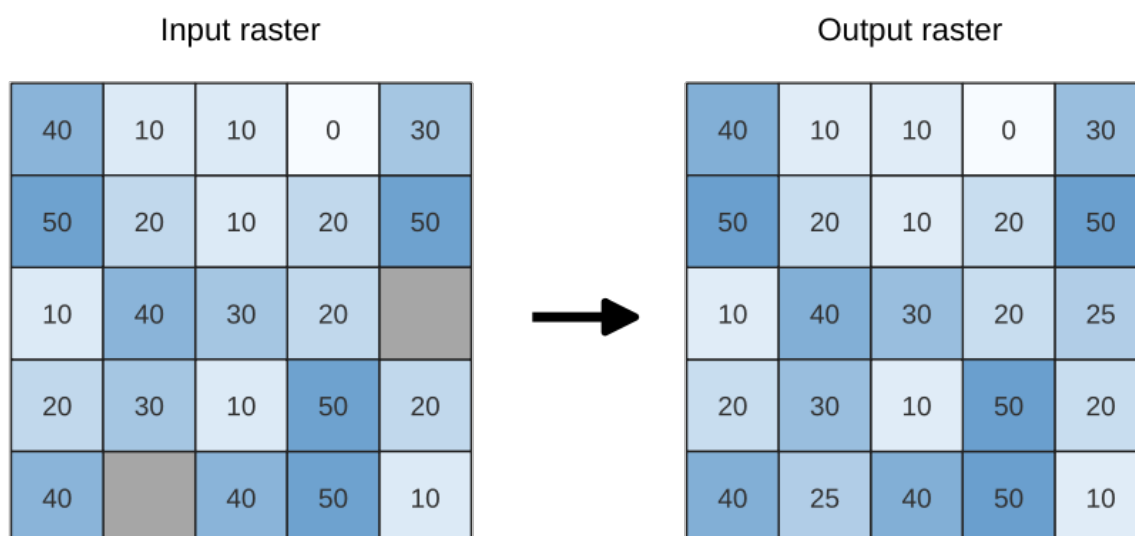 Input raster Output raster
40 10 10 0 30 40 10 10 0 30
50 20 10 20 50 50 20 10 20 50
10 40 30 20 10 40 30 20 25
20 30 10 50 20 20 30 10 50 20
40 40 50 10 40 25 40 50 10